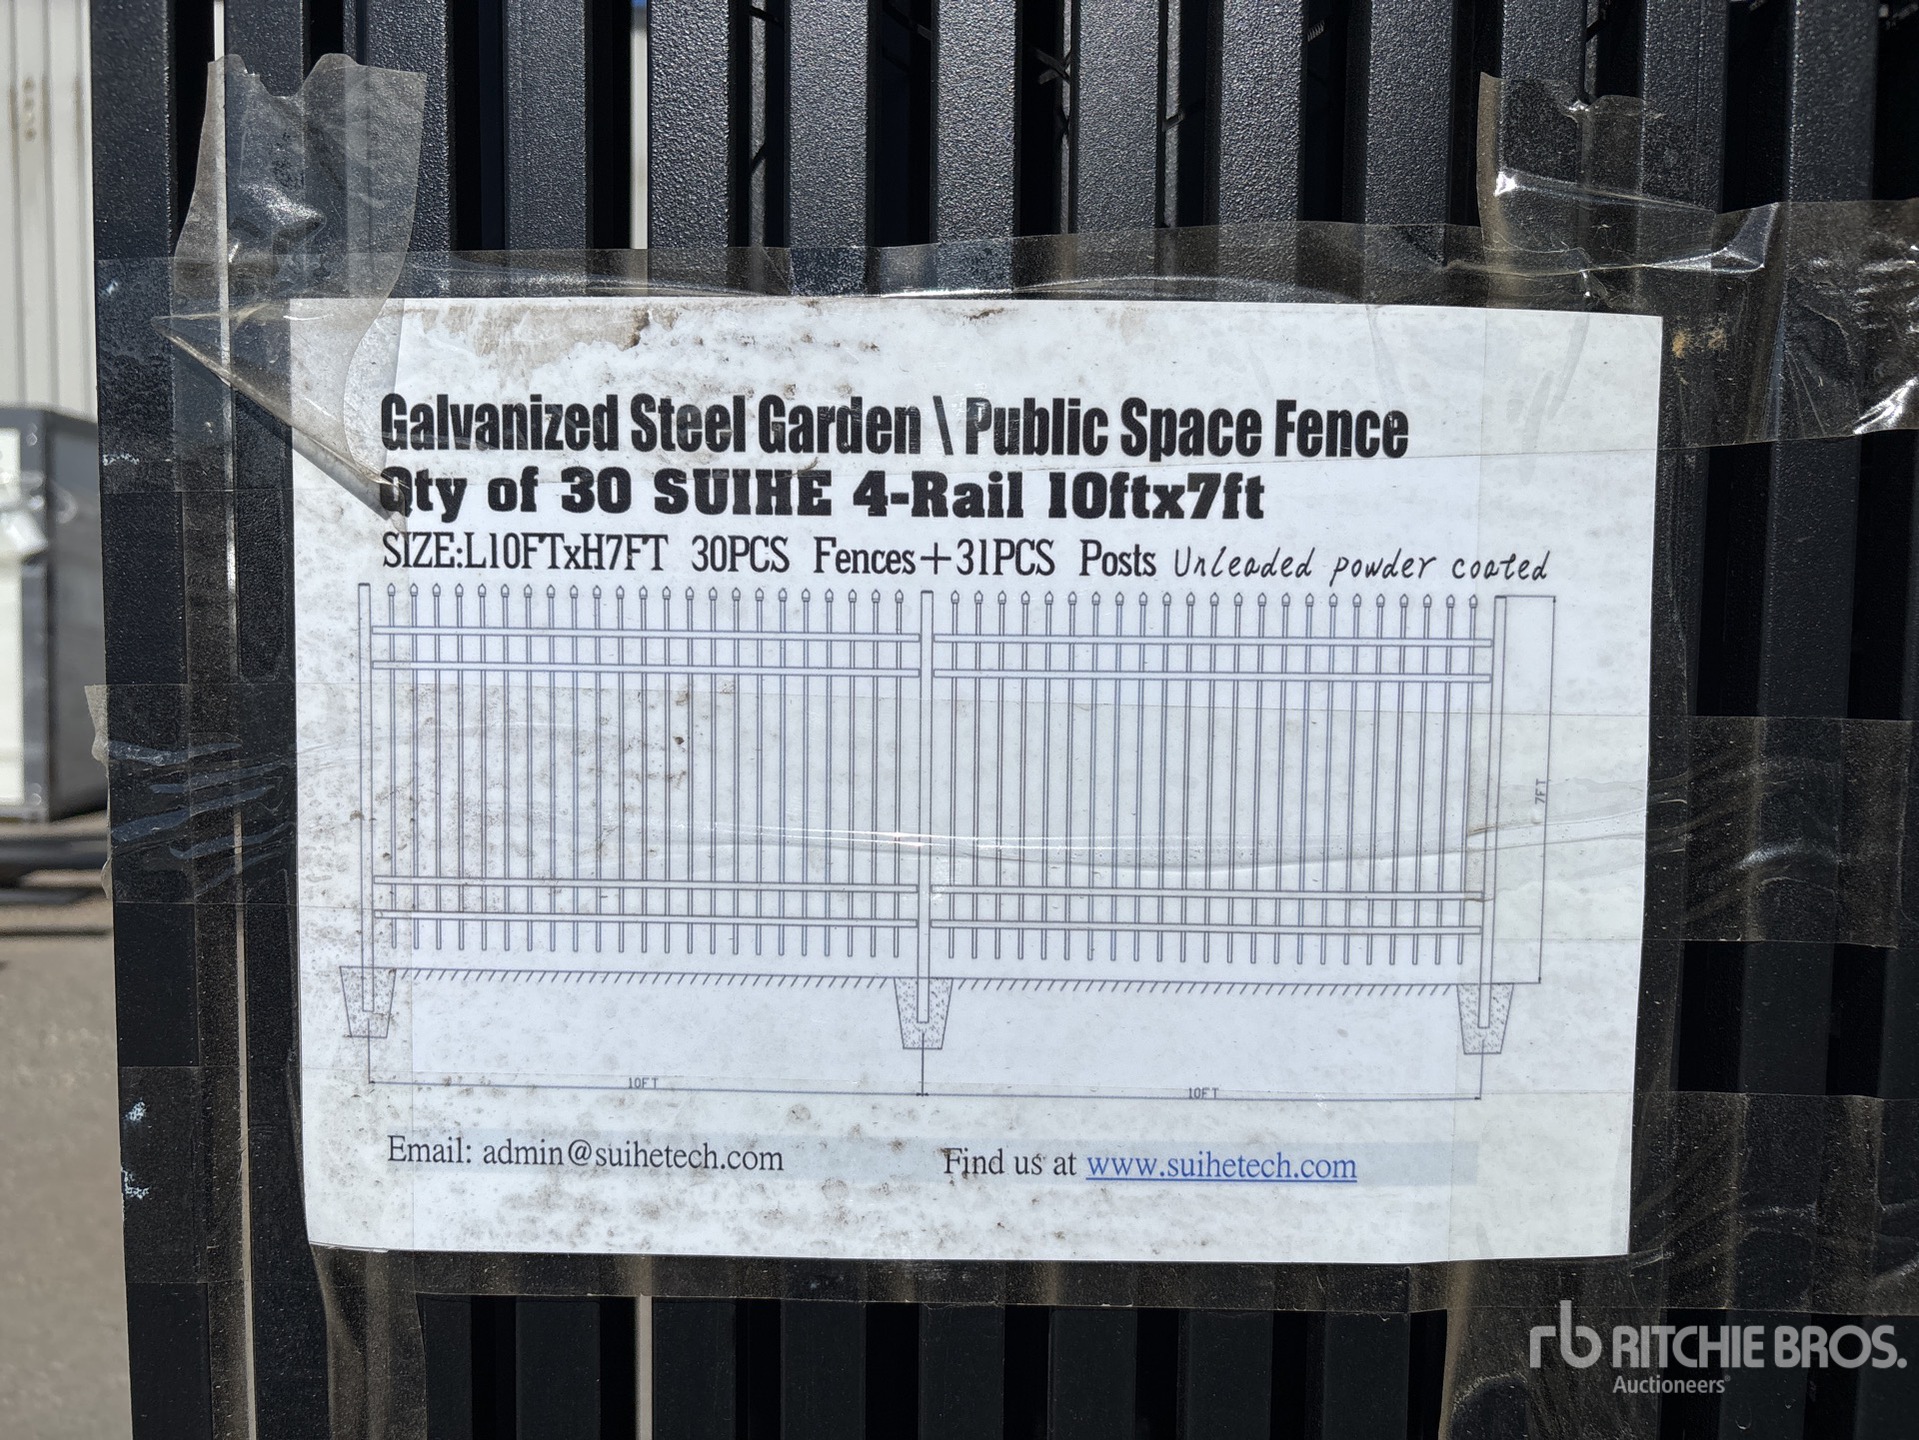 Galvanized Steel Garden \ Public Space Fence
Qty of 30 SUIHE 4-Rail 10ftx7ft
SIZE:L10FTxH7FT 30PCS Fences+31PCS Posts Unleaded powder coated
7FT
10FT 10FT
Email: admin@suihetech.com Find us at www.suihetech.com
rb RITCHIE BROS.
Auctioneers®